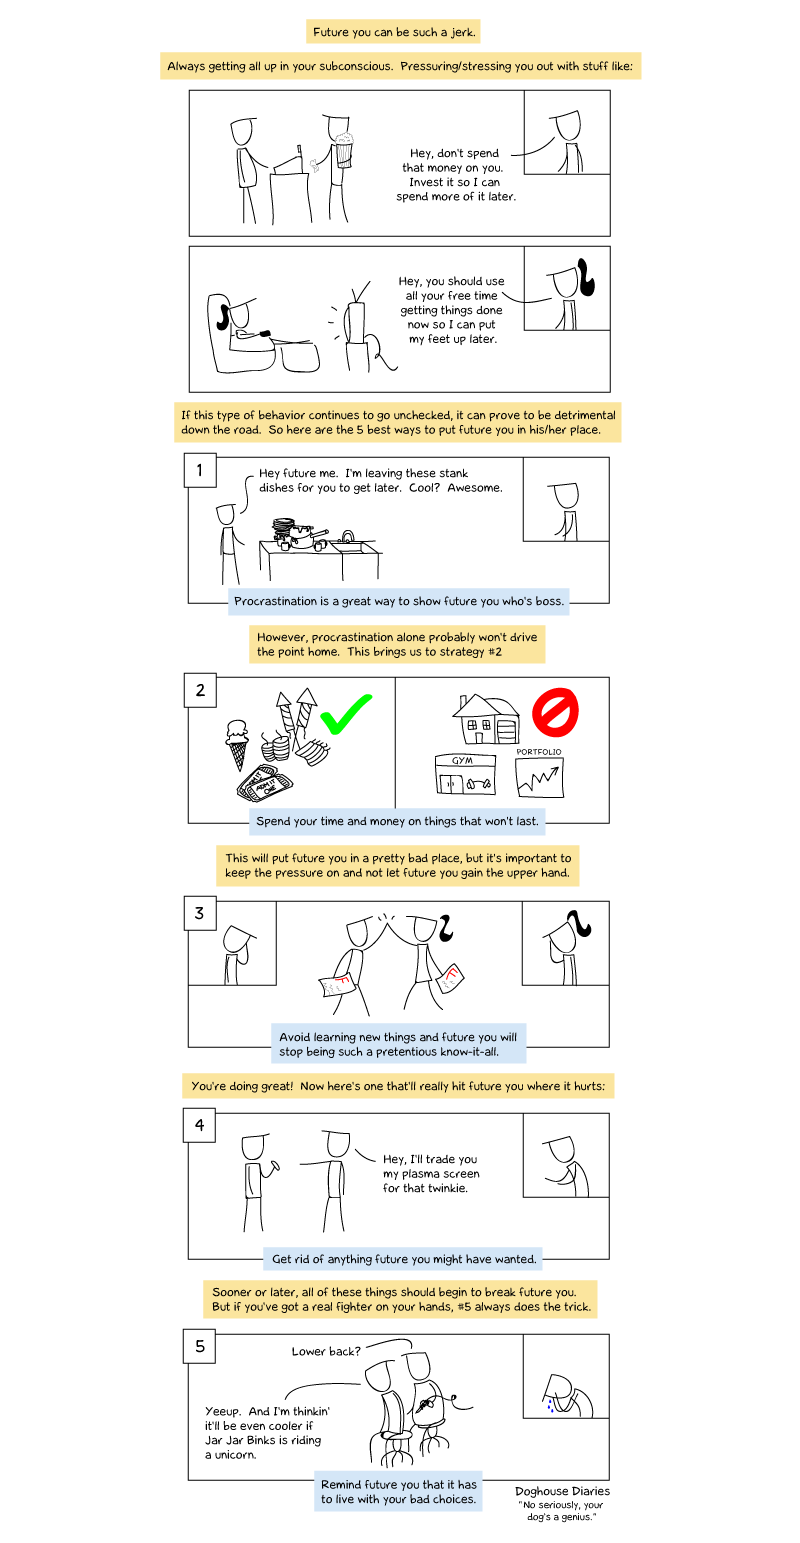 Future you can be such a jerk.
Always getting all up in your subconscious. Pressuring/stressing you out with stuff like:
Hey, don't spend
that money on you.
Invest it so I can
spend more of it later.
Hey, you should use
all your free time
getting things done
now so I can put
my feet up later.
If this type of behavior continues to go unchecked, it can prove to be detrimental
down the road. So here are the 5 best ways to put future you in his/her place.
1
Hey future me. I'm leaving these stank
dishes for you to get later. Cool? Awesome.
Procrastination is a great way to show future you who's boss.
However, procrastination alone probably won't drive
the point home. This brings us to strategy #2
2
ADMIT
ONE
GYM
PORTFOLIO
Spend your time and money on things that won't last.
This will put future you in a pretty bad place, but it's important to
keep the pressure on and not let future you gain the upper hand.
3
F
F
Avoid learning new things and future you will
stop being such a pretentious know-it-all.
You're doing great! Now here's one that'll really hit future you where it hurts:
4
Hey, I'll trade you
my plasma screen
for that twinkie.
Get rid of anything future you might have wanted.
Sooner or later, all of these things should begin to break future you.
But if you've got a real fighter on your hands, #5 always does the trick.
5
Lower back?
Yeeup. And I'm thinkin'
it'll be even cooler if
Jar Jar Binks is riding
a unicorn.
Remind future you that it has
to live with your bad choices.
Doghouse Diaries
"No seriously, your
dog's a genius."